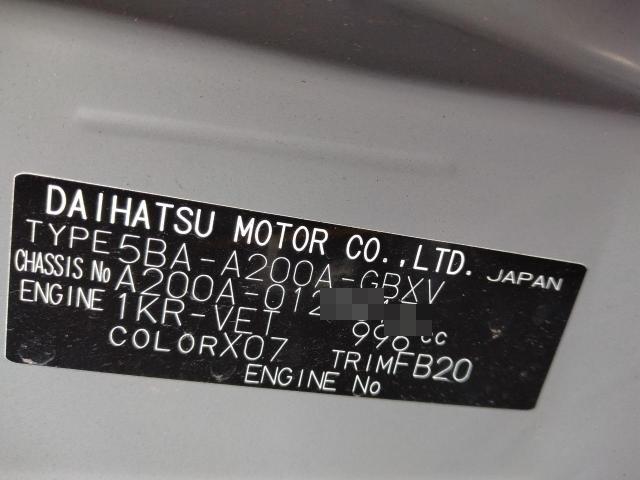 DAIHATSU MOTOR CO.,LTD. JAPAN
TYPE 5BA-A200A-GBXV
CHASSIS No A200A-012
ENGINE 1KR-VET 996 cc
COLOR X07 TRIM FB20
ENGINE No